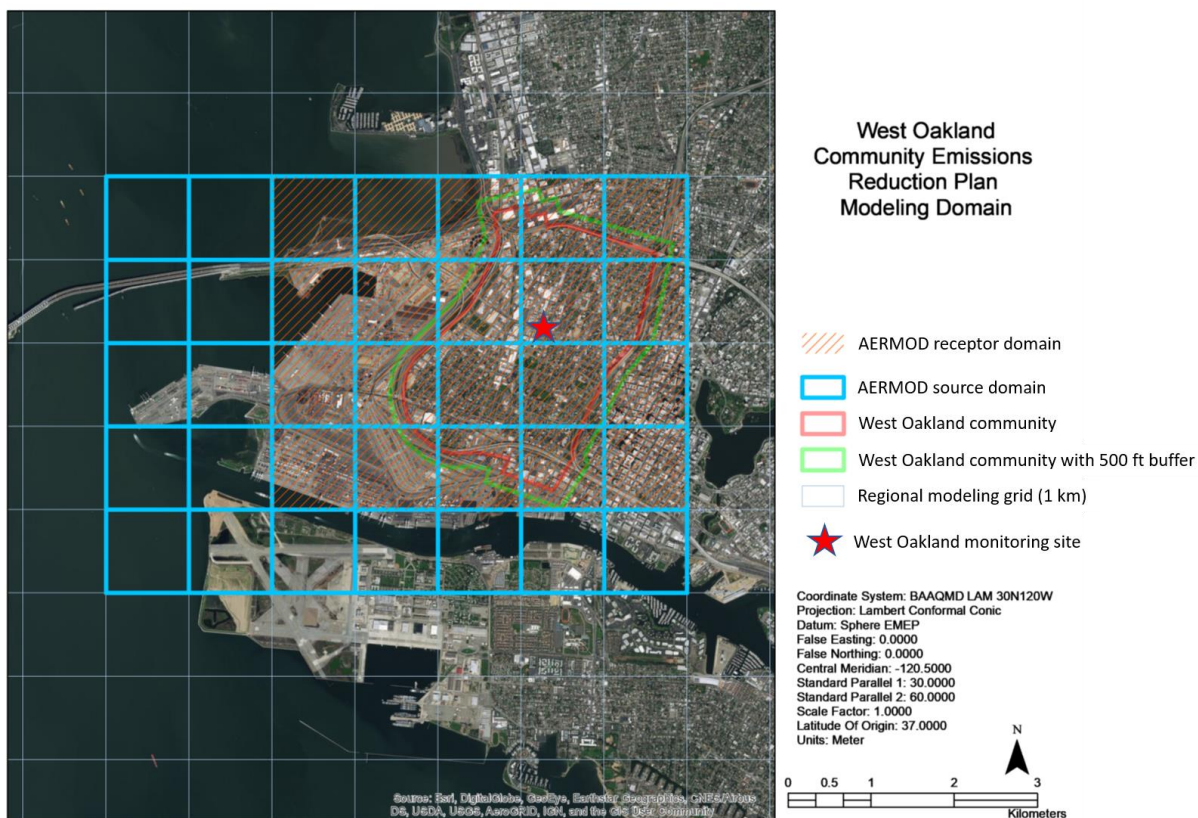 West Oakland
Community Emissions
Reduction Plan
Modeling Domain
AERMOD receptor domain
AERMOD source domain
West Oakland community
West Oakland community with 500 ft buffer
Regional modeling grid (1 km)
West Oakland monitoring site
Coordinate System: BAAQMD LAM 30N120W
Projection: Lambert Conformal Conic
Datum: Sphere EMEP
False Easting: 0.0000
False Northing: 0.0000
Central Meridian: -120.5000
Standard Parallel 1: 30.0000
Standard Parallel 2: 60.0000
Scale Factor: 1.0000
Latitude Of Origin: 37.0000
Units: Meter
N
0 0.5 1 2 3
Kilometers
Source: Esri, DigitalGlobe, GeoEye, Earthstar Geographics, CNES/Airbus
DS, USDA, USGS, AeroGRID, IGN, and the GIS User Community